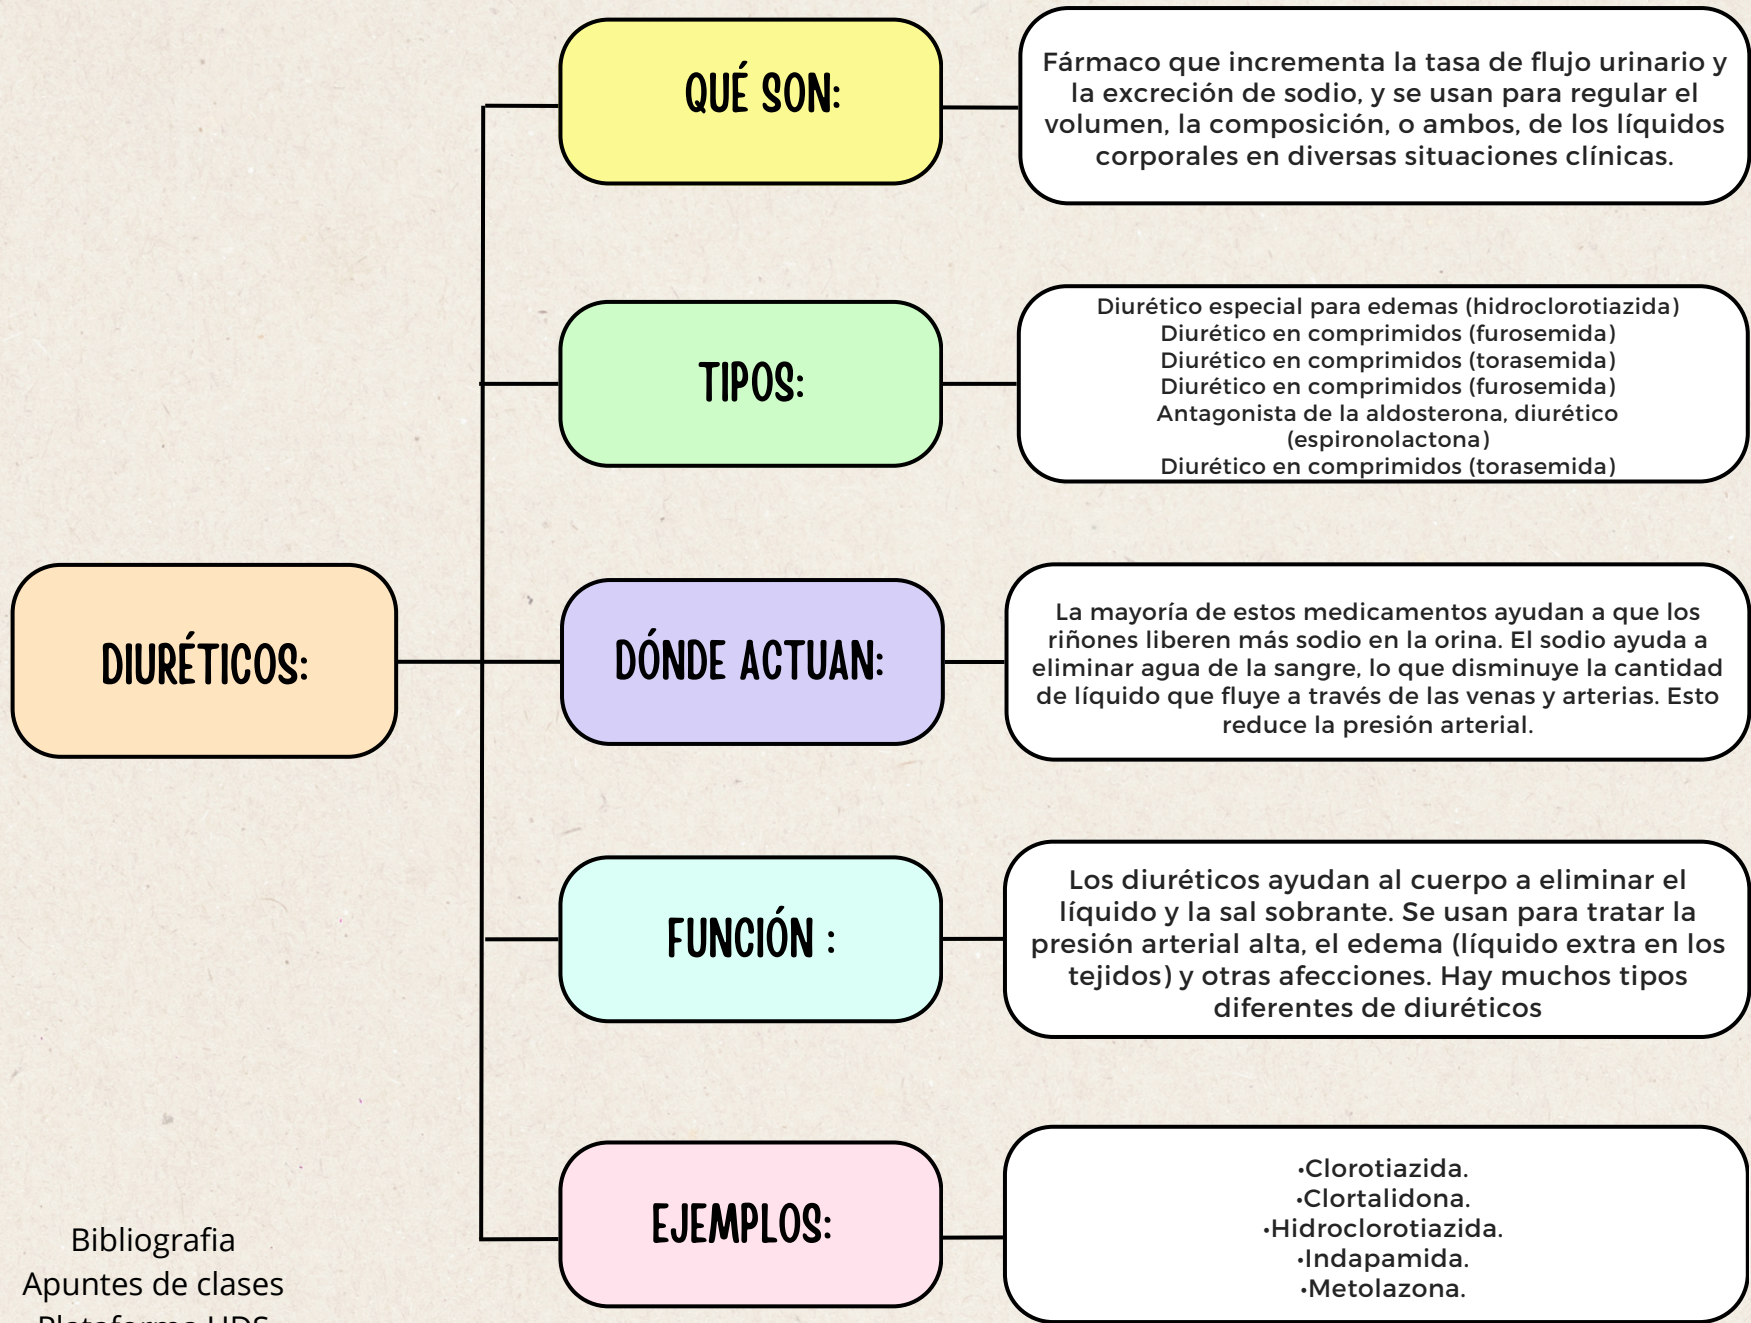 QUÉ SON:
Fármaco que incrementa la tasa de flujo urinario y
la excreción de sodio, y se usan para regular el
volumen, la composición, o ambos, de los líquidos
corporales en diversas situaciones clínicas.
TIPOS:
Diurético especial para edemas (hidroclorotiazida)
Diurético en comprimidos (furosemida)
Diurético en comprimidos (torasemida)
Diurético en comprimidos (furosemida)
Antagonista de la aldosterona, diurético
(espironolactona)
Diurético en comprimidos (torasemida)
DIURÉTICOS:
DÓNDE ACTUAN:
La mayoría de estos medicamentos ayudan a que los
riñones liberen más sodio en la orina. El sodio ayuda a
eliminar agua de la sangre, lo que disminuye la cantidad
de líquido que fluye a través de las venas y arterias. Esto
reduce la presión arterial.
FUNCIÓN :
Los diuréticos ayudan al cuerpo a eliminar el
líquido y la sal sobrante. Se usan para tratar la
presión arterial alta, el edema (líquido extra en los
tejidos) y otras afecciones. Hay muchos tipos
diferentes de diuréticos
EJEMPLOS:
•Clorotiazida.
•Clortalidona.
•Hidroclorotiazida.
•Indapamida.
•Metolazona.
Bibliografia
Apuntes de clases
Plataforma UDS